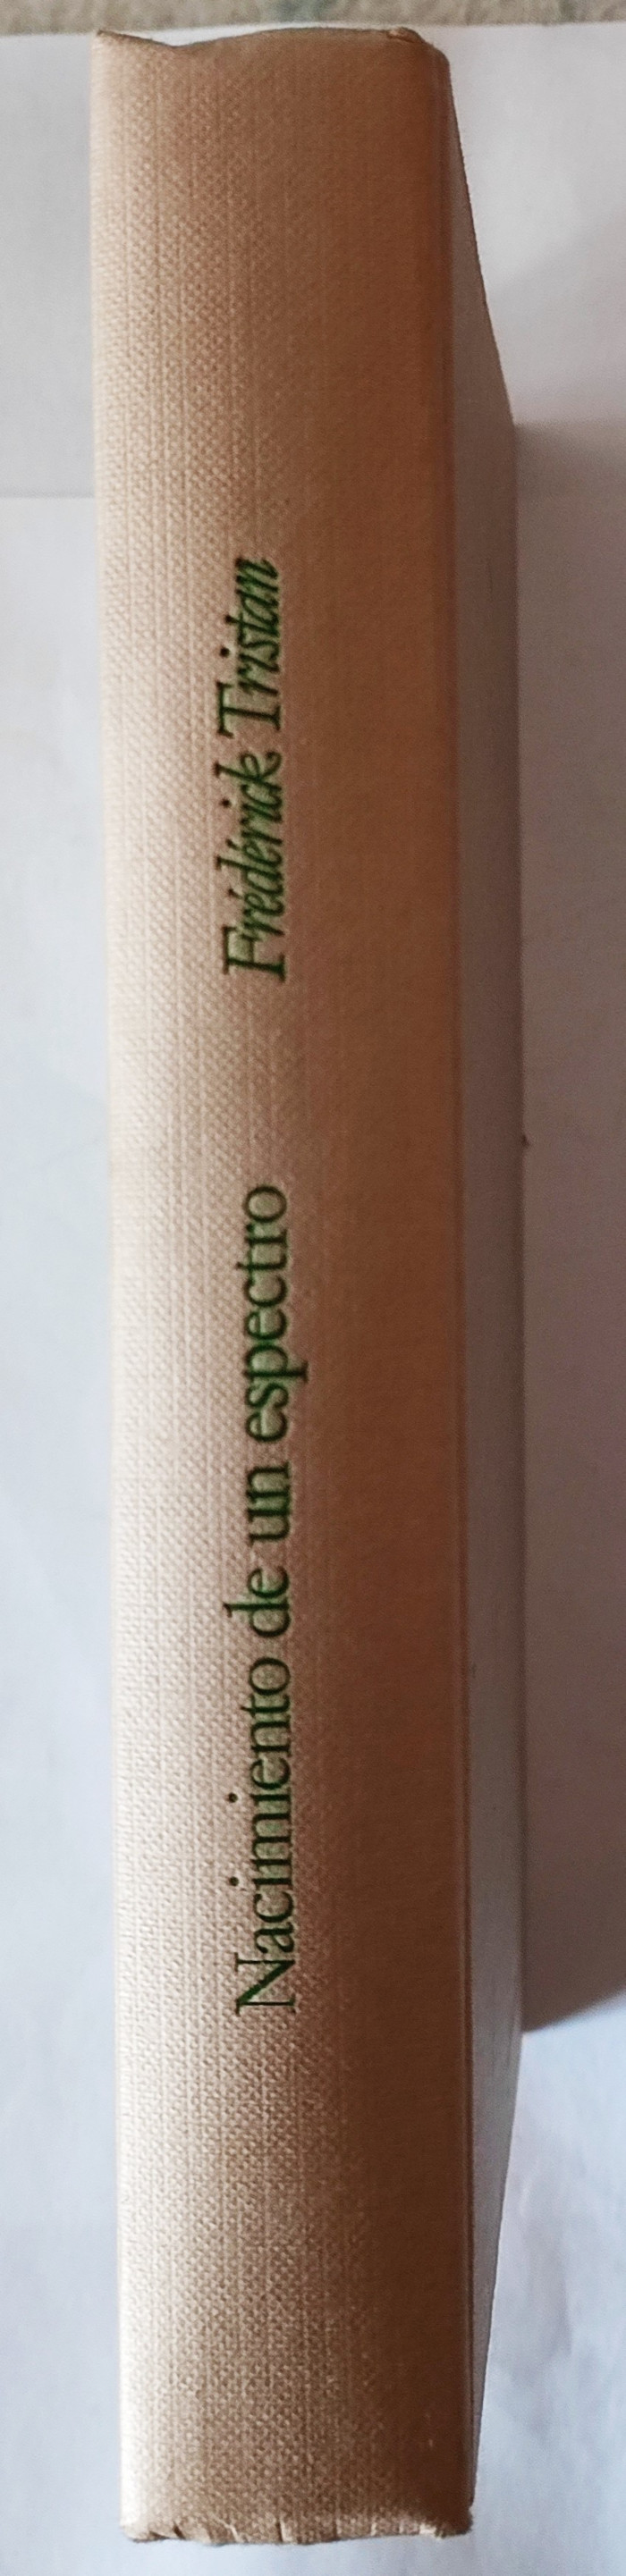 Nacimiento de un espectro
Frédérick Tristan